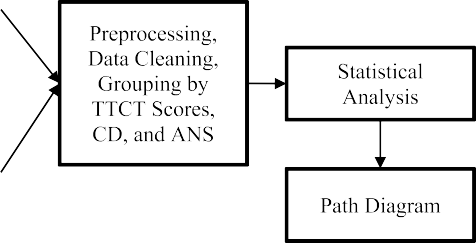 Preprocessing,
Data Cleaning,
Grouping by
TTCT Scores,
CD, and ANS
Statistical
Analysis
Path Diagram